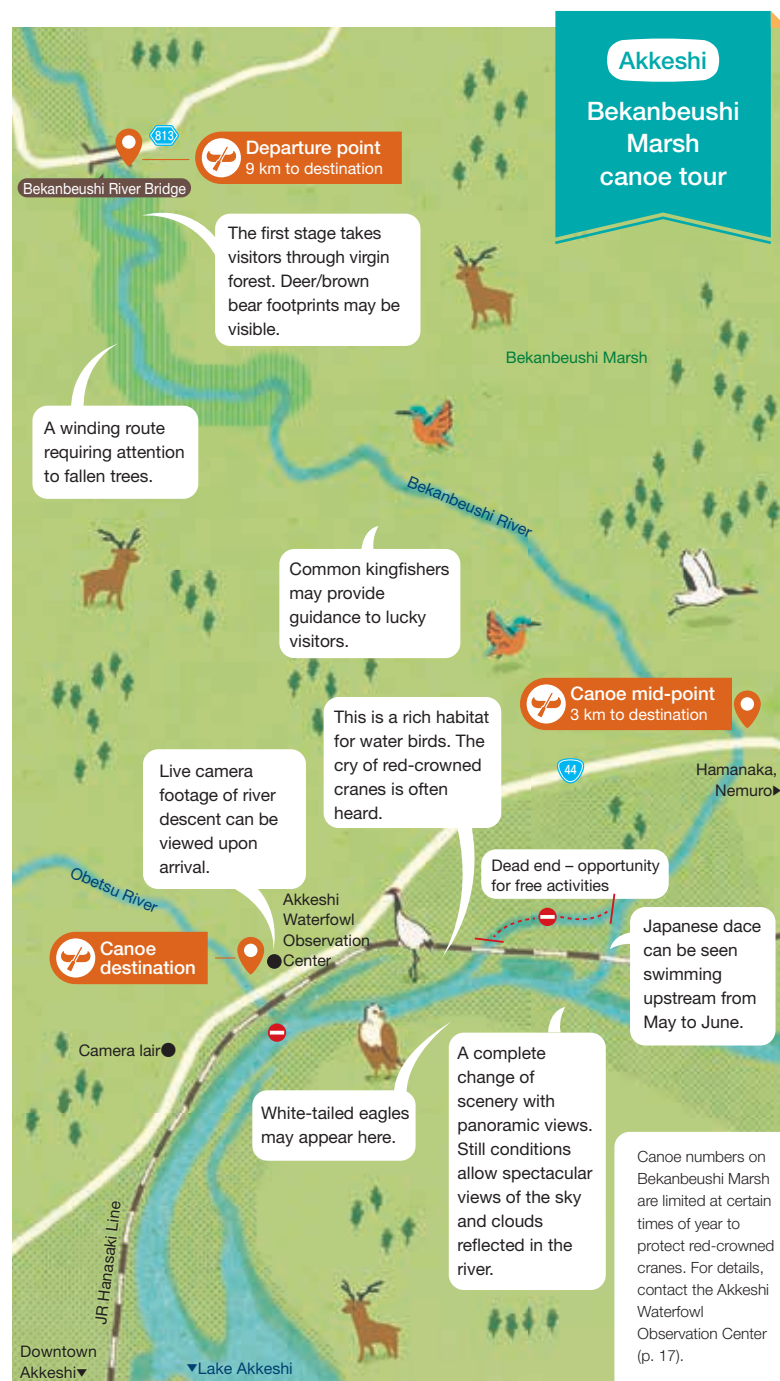 Akkeshi
Bekanbeushi
Marsh
canoe tour
813
Departure point
9 km to destination
Bekanbeushi River Bridge
The first stage takes
visitors through virgin
forest. Deer/brown
bear footprints may be
visible.
Bekanbeushi Marsh
A winding route
requiring attention
to fallen trees.
Bekanbeushi River
Common kingfishers
may provide
guidance to lucky
visitors.
Canoe mid-point
3 km to destination
This is a rich habitat
for water birds. The
cry of red-crowned
cranes is often
heard.
44
Hamanaka,
Nemuro▶
Live camera
footage of river
descent can be
viewed upon
arrival.
Dead end – opportunity
for free activities
Obetsu River
Akkeshi
Waterfowl
Observation
Center
Canoe
destination
Japanese dace
can be seen
swimming
upstream from
May to June.
Camera lair
White-tailed eagles
may appear here.
A complete
change of
scenery with
panoramic views.
Still conditions
allow spectacular
views of the sky
and clouds
reflected in the
river.
Canoe numbers on
Bekanbeushi Marsh
are limited at certain
times of year to
protect red-crowned
cranes. For details,
contact the Akkeshi
Waterfowl
Observation Center
(p. 17).
JR Hanasaki Line
Downtown
Akkeshi▼
▼Lake Akkeshi